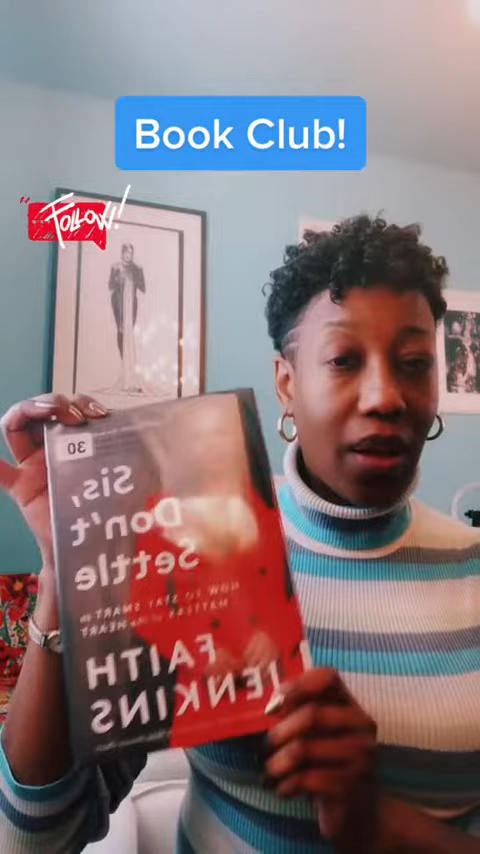 Book Club!
FOLLOW!
30
Sis,
Don't
Settle
HOW TO STAY SMART in
MATTERS of the HEART
FAITH
JENKINS